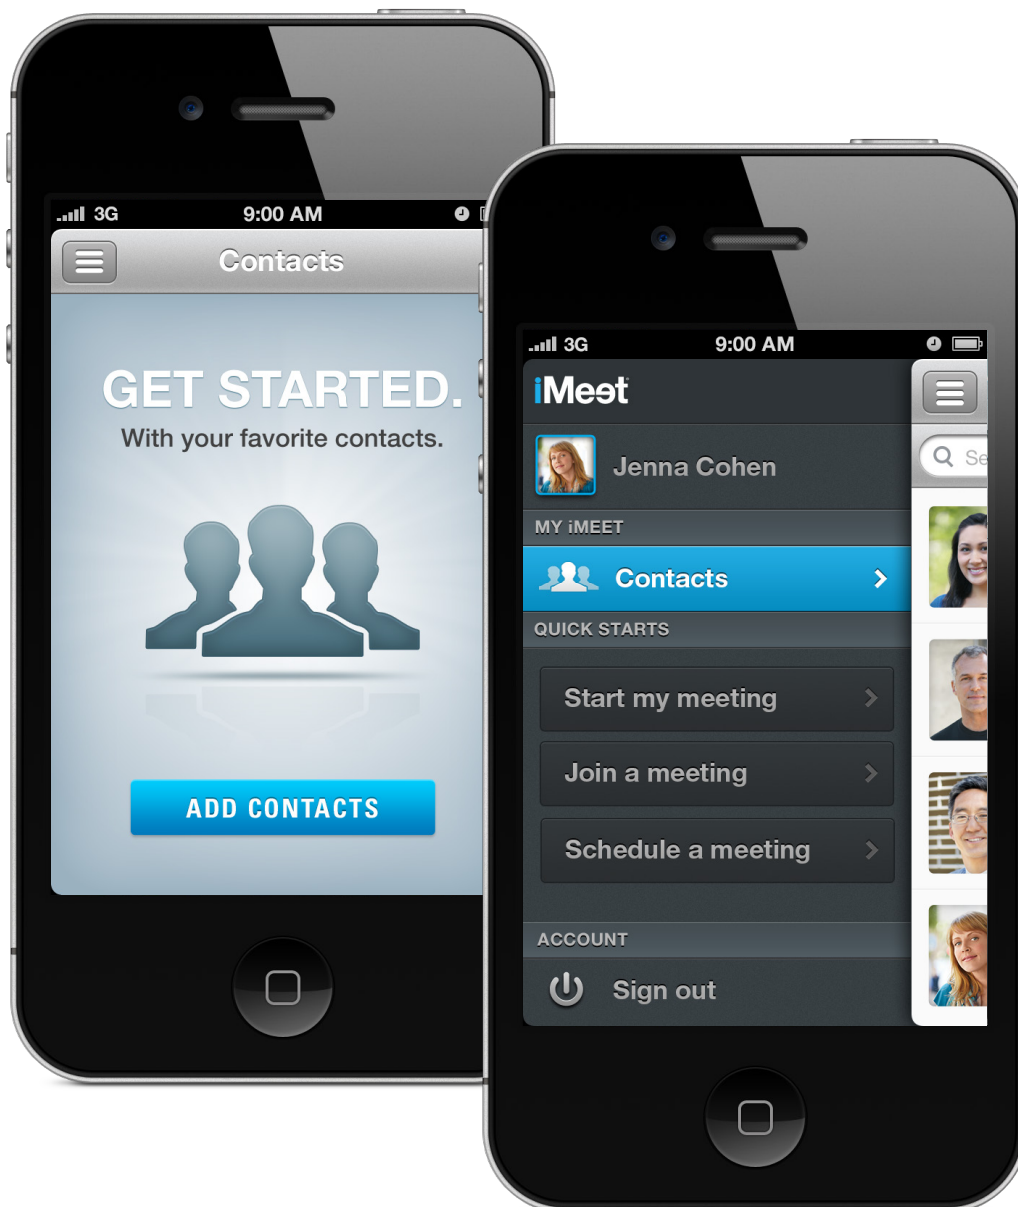 3G 9:00 AM
Contacts
GET STARTED.
With your favorite contacts.
ADD CONTACTS
3G 9:00 AM
iMeet
Jenna Cohen
MY iMEET
Contacts
QUICK STARTS
Start my meeting
Join a meeting
Schedule a meeting
ACCOUNT
Sign out